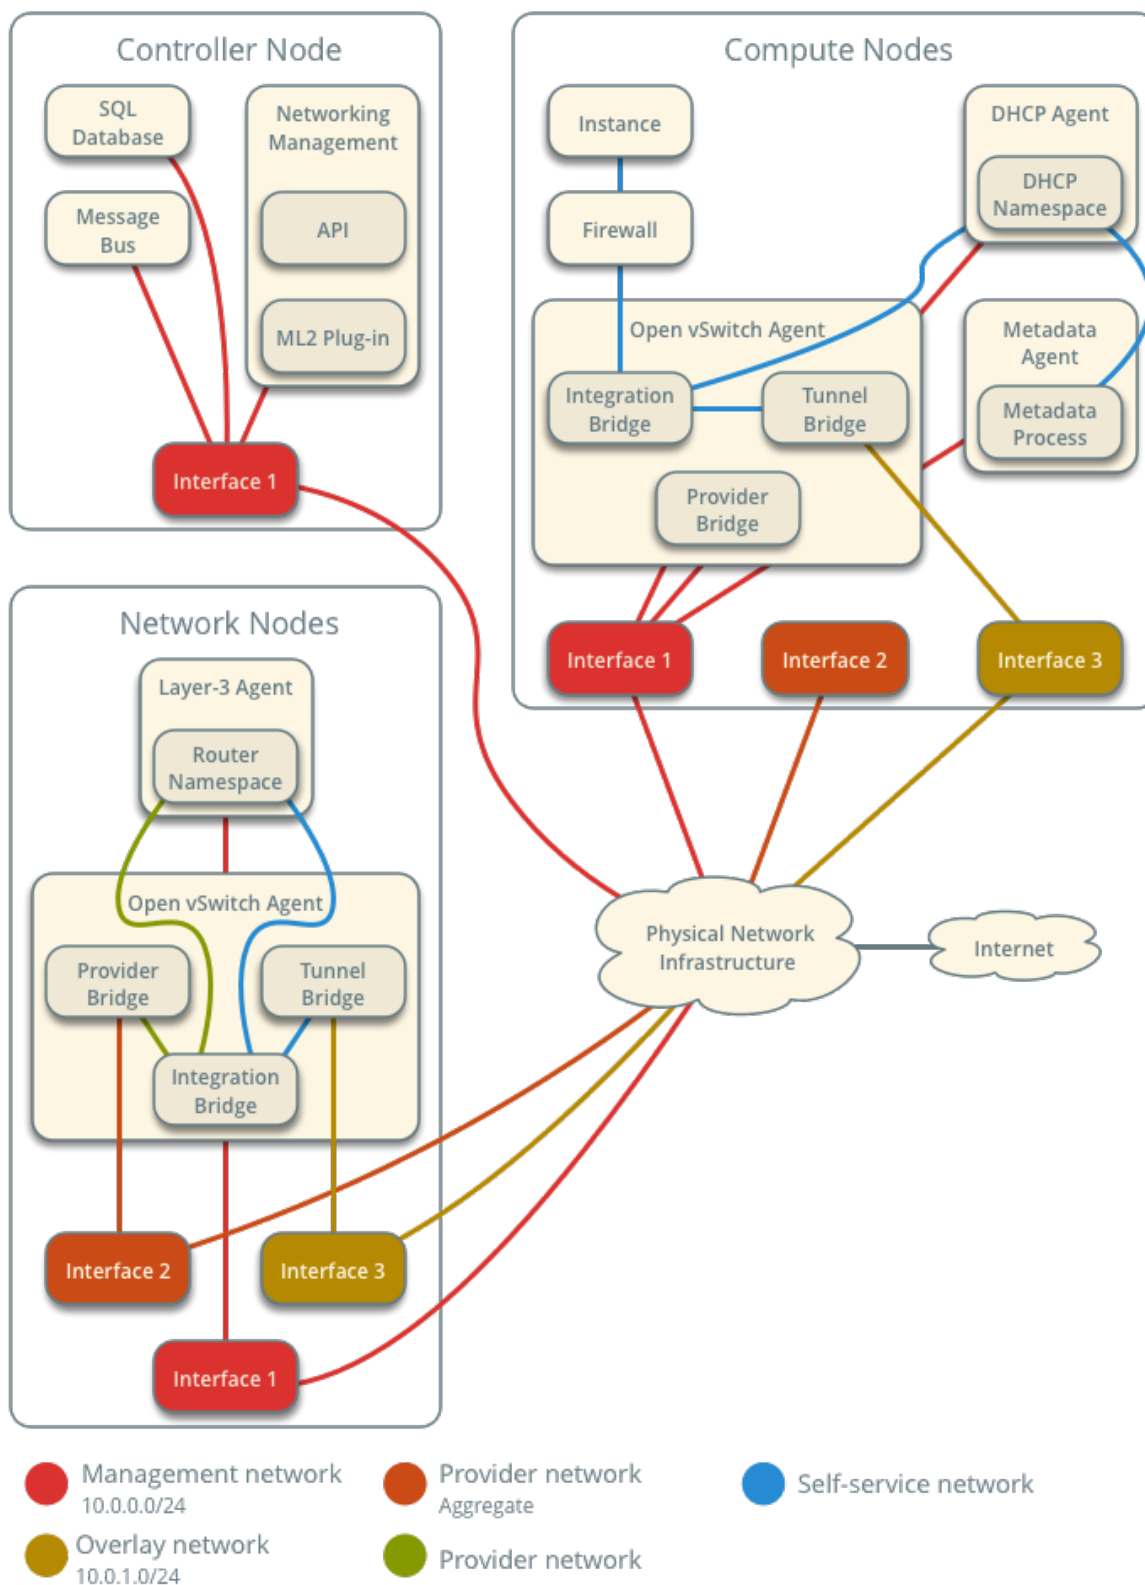 Controller Node
SQL
Database
Networking
Management
Message
Bus
API
ML2 Plug-in
Interface 1
Compute Nodes
Instance
DHCP Agent
DHCP
Namespace
Firewall
Open vSwitch Agent
Metadata
Agent
Integration
Bridge
Tunnel
Bridge
Metadata
Process
Provider
Bridge
Interface 1
Interface 2
Interface 3
Network Nodes
Layer-3 Agent
Router
Namespace
Open vSwitch Agent
Provider
Bridge
Tunnel
Bridge
Integration
Bridge
Interface 2
Interface 3
Interface 1
Physical Network
Infrastructure
Internet
Management network
10.0.0.0/24
Provider network
Aggregate
Self-service network
Overlay network
10.0.1.0/24
Provider network